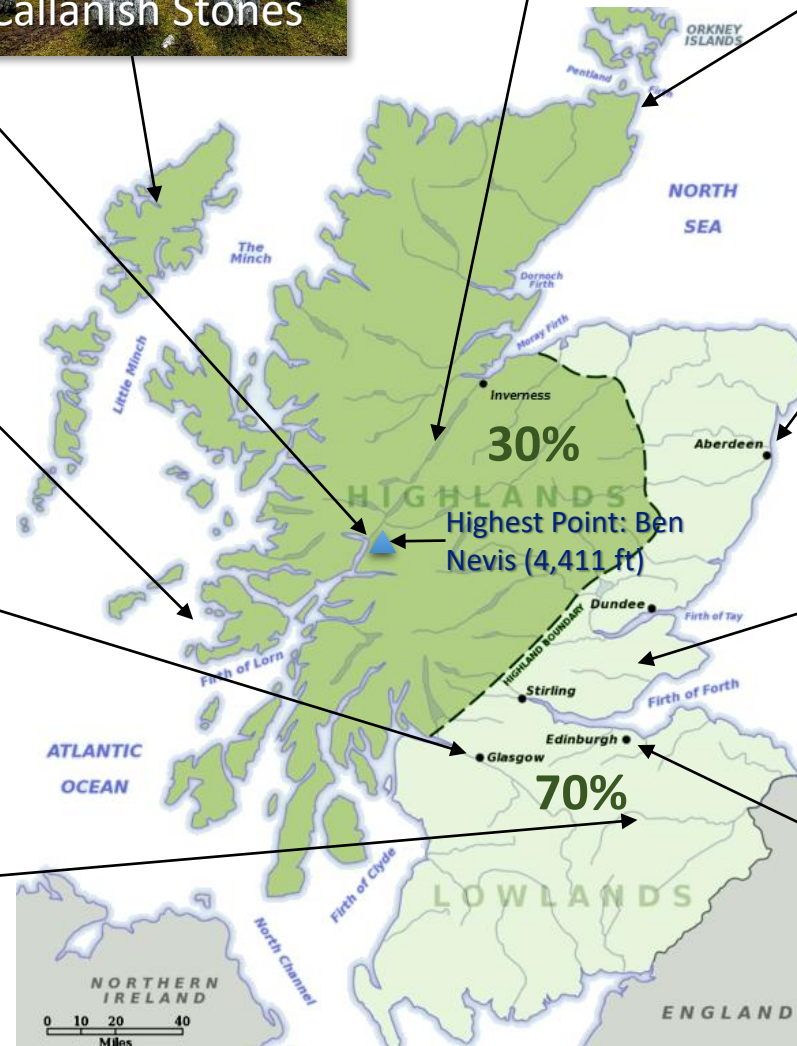 Callanish Stones
ORKNEY
ISLANDS
Pentland
Firth
NORTH
SEA
The
Minch
Dornoch
Firth
Little Minch
Moray Firth
Inverness
30%
Aberdeen
HIGHLANDS
Highest Point: Ben
Nevis (4,411 ft)
Dundee
Firth of Tay
HIGHLAND BOUNDARY
Firth of Lorn
Stirling
Firth of Forth
Edinburgh
ATLANTIC
OCEAN
Glasgow
70%
Firth of Clyde
LOWLANDS
North Channel
NORTHERN
IRELAND
ENGLAND
0 10 20 40
Miles